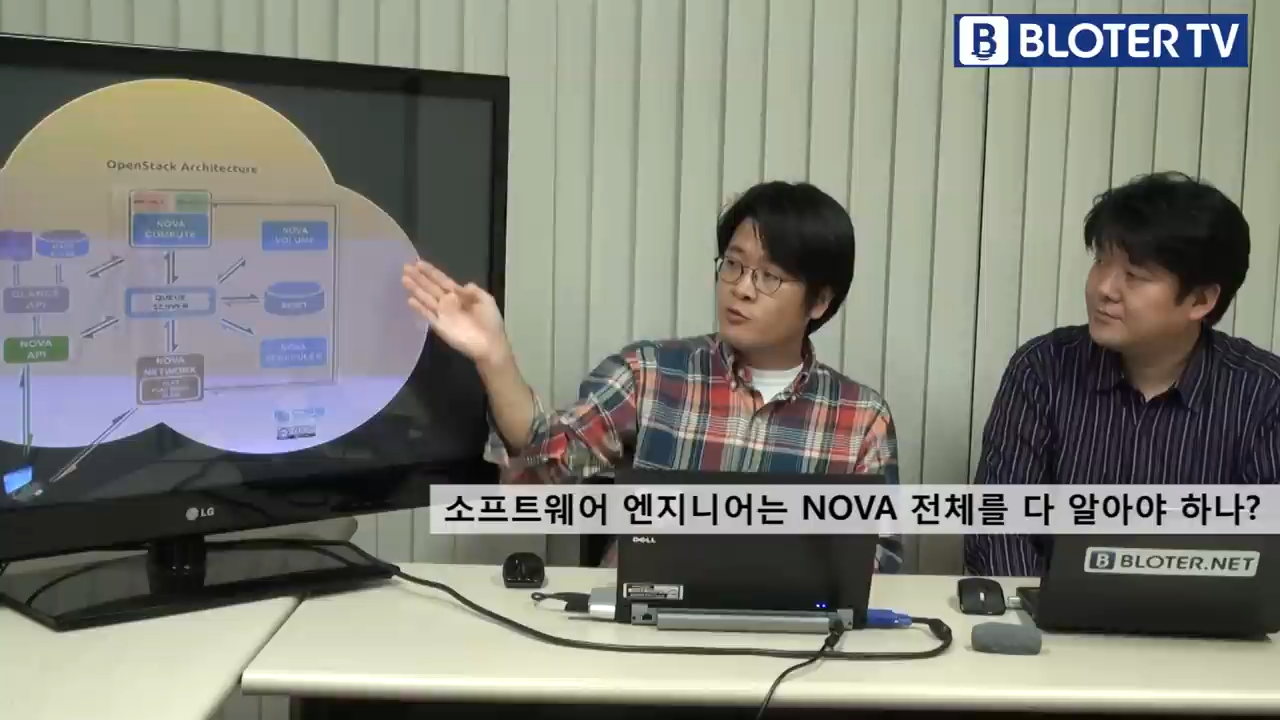 BLOTER TV
OpenStack Architecture
NOVA
COMPUTE
NOVA
VOLUME
GLANCE
API
QUEUE
SERVER
NOVA
API
NOVA
SCHEDULER
NOVA
NETWORK
LG
소프트웨어 엔지니어는 NOVA 전체를 다 알아야 하나?
DELL
BLOTER.NET